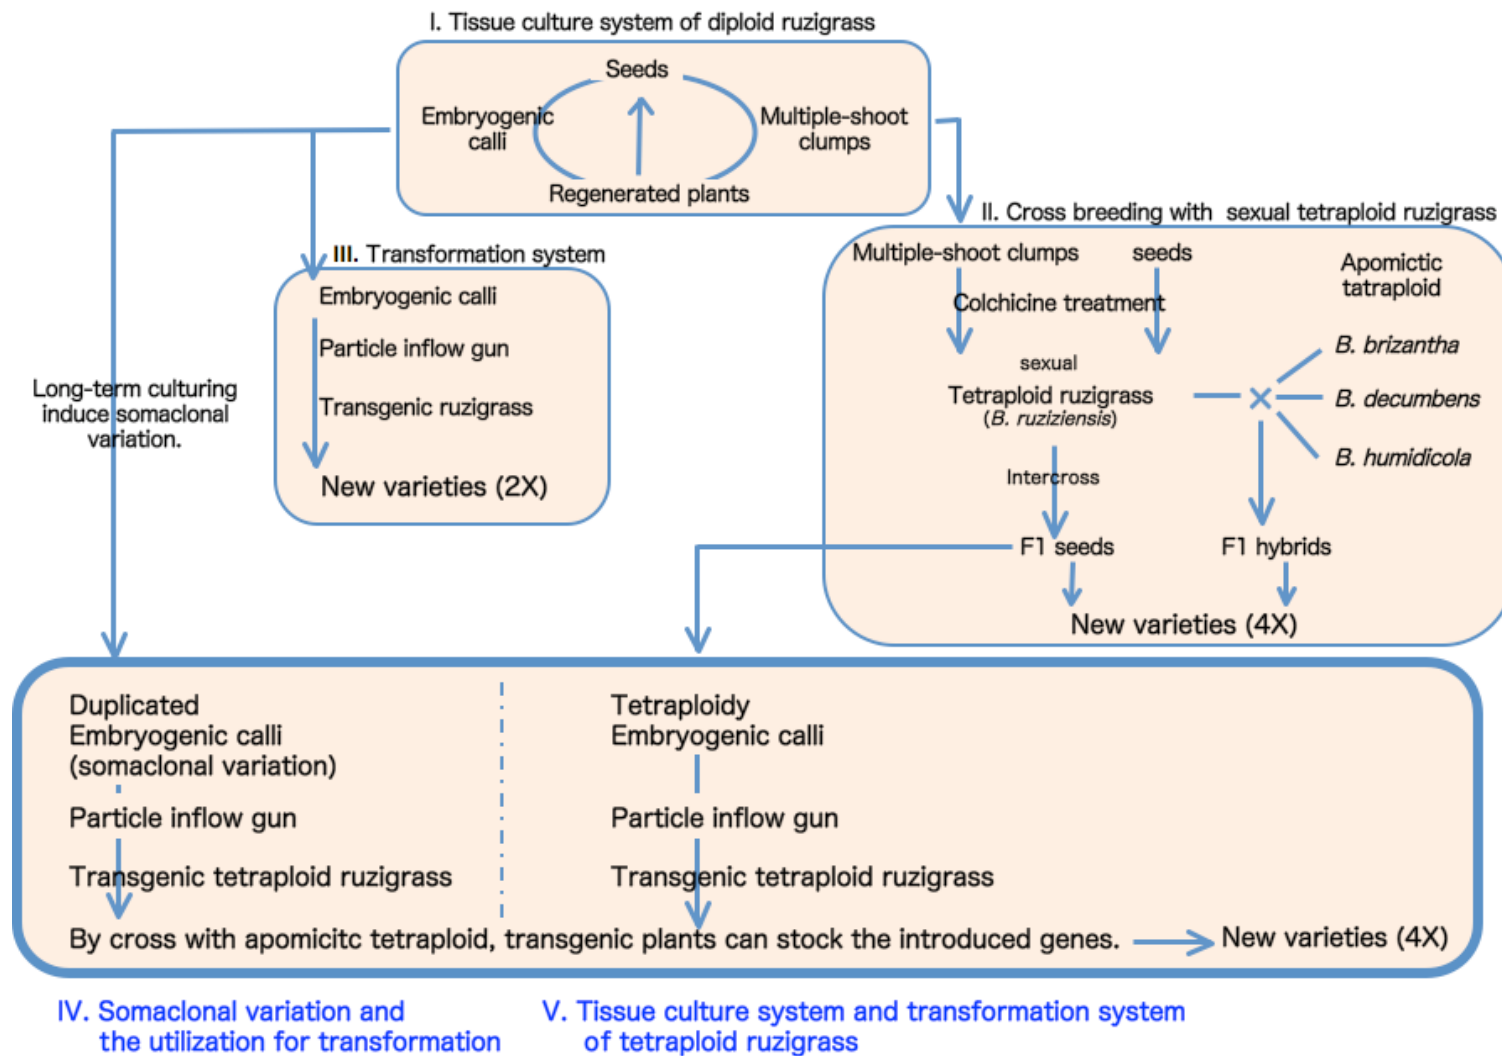 I. Tissue culture system of diploid ruzigrass
Seeds
Embryogenic
calli
Multiple-shoot
clumps
Regenerated plants
II. Cross breeding with sexual tetraploid ruzigrass
Multiple-shoot clumps
seeds
Colchicine treatment
Apomictic
tatraploid
sexual
Tetraploid ruzigrass
(B. ruziziensis)
B. brizantha
B. decumbens
B. humidicola
Intercross
F1 seeds
F1 hybrids
New varieties (4X)
III. Transformation system
Embryogenic calli
Particle inflow gun
Transgenic ruzigrass
New varieties (2X)
Long-term culturing
induce somaclonal
variation.
Duplicated
Embryogenic calli
(somaclonal variation)
Particle inflow gun
Transgenic tetraploid ruzigrass
Tetraploidy
Embryogenic calli
Particle inflow gun
Transgenic tetraploid ruzigrass
By cross with apomicitc tetraploid, transgenic plants can stock the introduced genes.
New varieties (4X)
IV. Somaclonal variation and
the utilization for transformation
V. Tissue culture system and transformation system
of tetraploid ruzigrass